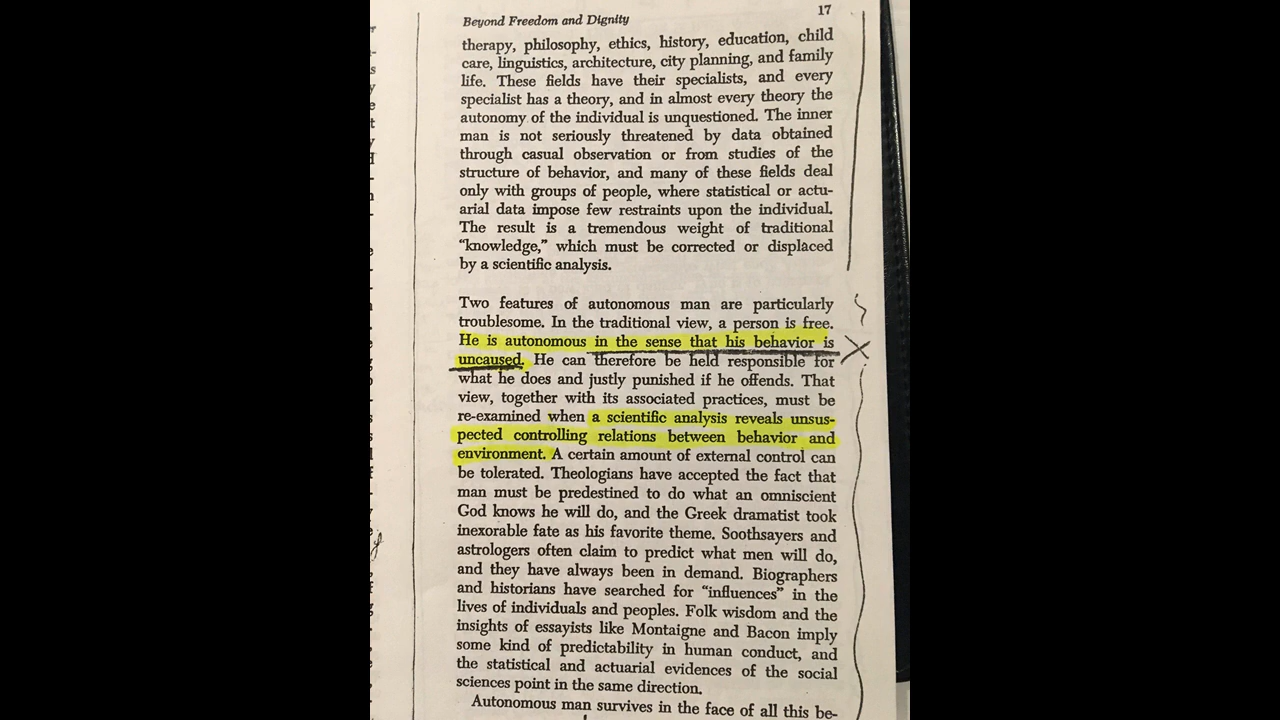 Beyond Freedom and Dignity 17
therapy, philosophy, ethics, history, education, child
care, linguistics, architecture, city planning, and family
life. These fields have their specialists, and every
specialist has a theory, and in almost every theory the
autonomy of the individual is unquestioned. The inner
man is not seriously threatened by data obtained
through casual observation or from studies of the
structure of behavior, and many of these fields deal
only with groups of people, where statistical or actu-
arial data impose few restraints upon the individual.
The result is a tremendous weight of traditional
“knowledge,” which must be corrected or displaced
by a scientific analysis.
Two features of autonomous man are particularly
troublesome. In the traditional view, a person is free.
He is autonomous in the sense that his behavior is
uncaused. He can therefore be held responsible for
what he does and justly punished if he offends. That
view, together with its associated practices, must be
re-examined when a scientific analysis reveals unsus-
pected controlling relations between behavior and
environment. A certain amount of external control can
be tolerated. Theologians have accepted the fact that
man must be predestined to do what an omniscient
God knows he will do, and the Greek dramatist took
inexorable fate as his favorite theme. Soothsayers and
astrologers often claim to predict what men will do,
and they have always been in demand. Biographers
and historians have searched for “influences” in the
lives of individuals and peoples. Folk wisdom and the
insights of essayists like Montaigne and Bacon imply
some kind of predictability in human conduct, and
the statistical and actuarial evidences of the social
sciences point in the same direction.
Autonomous man survives in the face of all this be-